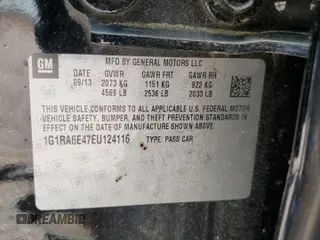 GM
MFD BY GENERAL MOTORS LLC
DATE GVWR GAWR FRT GAWR RR
09/13 2073 KG 1151 KG 922 KG
4569 LB 2536 LB 2033 LB
THIS VEHICLE CONFORMS TO ALL APPLICABLE U.S. FEDERAL MOTOR
VEHICLE SAFETY, BUMPER, AND THEFT PREVENTION STANDARDS
IN EFFECT ON THE DATE OF MANUFACTURE SHOWN ABOVE.
1G1RA6E47EU124116 TYPE: PASS CAR